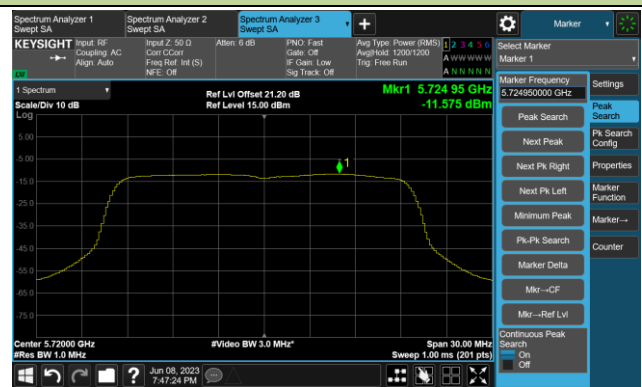 Spectrum Analyzer 1
Swept SA
Spectrum Analyzer 2
Swept SA
Spectrum Analyzer 3
Swept SA
Marker
KEYSIGHT
Input: RF
Coupling: AC
Align: Auto
Input Z: 50 Ω
Corr CCorr
Freq Ref: Int (S)
NFE: Off
Atten: 6 dB
PNO: Fast
Gate: Off
IF Gain: Low
Sig Track: Off
Avg Type: Power (RMS)
Avg|Hold: 1200/1200
Trig: Free Run
1 2 3 4 5 6
A W W W W W
A N N N N N
Select Marker
Marker 1
1 Spectrum
Scale/Div 10 dB
Log
Ref Lvl Offset 21.20 dB
Ref Level 15.00 dBm
Mkr1 5.724 95 GHz
-11.575 dBm
5.00
-5.00
-15.0
-25.0
-35.0
-45.0
-55.0
-65.0
-75.0
1
Center 5.72000 GHz
#Res BW 1.0 MHz
#Video BW 3.0 MHz*
Span 30.00 MHz
Sweep 1.00 ms (201 pts)
Marker Frequency
5.724950000 GHz
Peak Search
Next Peak
Next Pk Right
Next Pk Left
Minimum Peak
Pk-Pk Search
Marker Delta
Mkr→CF
Mkr→Ref Lvl
Continuous Peak
Search
On
Off
Settings
Peak
Search
Pk Search
Config
Properties
Marker
Function
Marker→
Counter
?
Jun 08, 2023
7:47:24 PM